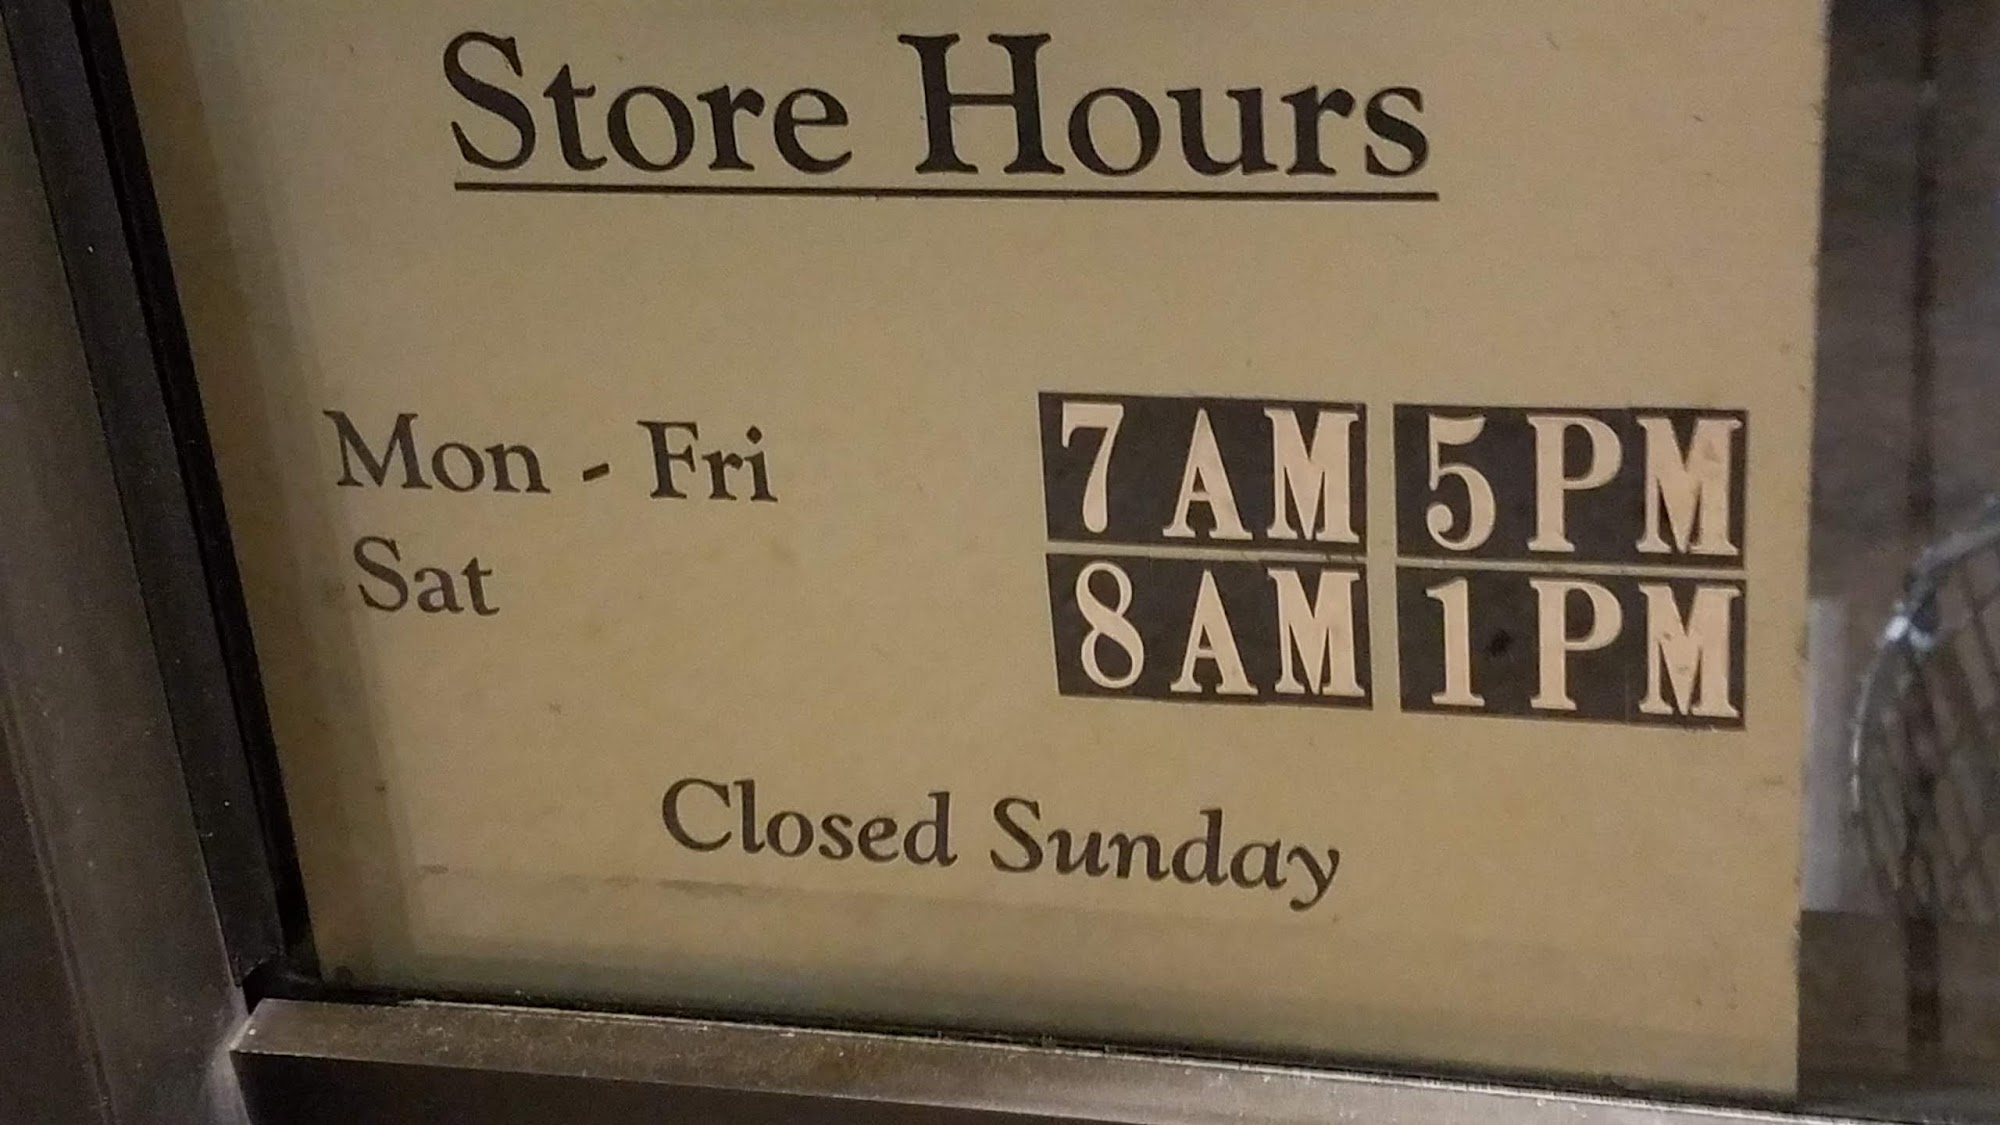 Store Hours
Mon - Fri 7 AM 5 PM
Sat 8 AM 1 PM
Closed Sunday